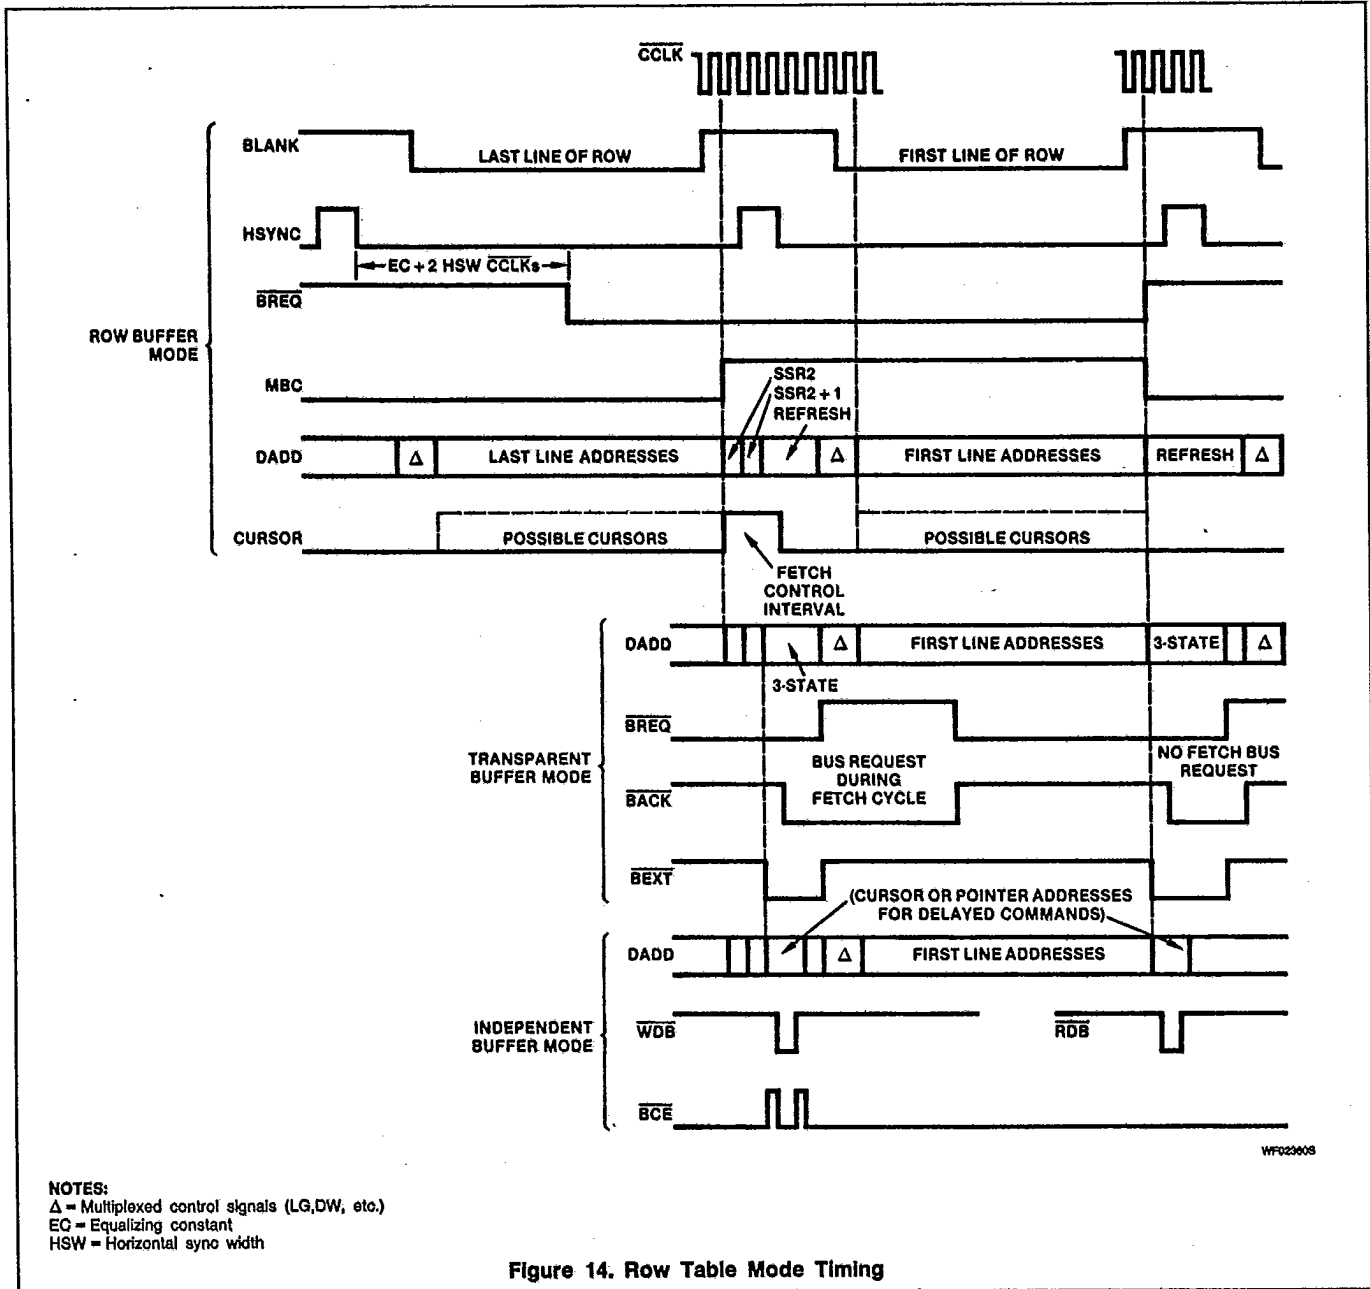 CCLK
BLANK
LAST LINE OF ROW
FIRST LINE OF ROW
HSYNC
EC + 2 HSW CCLKs
BREQ
ROW BUFFER
MODE
MBC
SSR2
SSR2 + 1
REFRESH
DADD
Δ
LAST LINE ADDRESSES
Δ
FIRST LINE ADDRESSES
REFRESH
Δ
CURSOR
POSSIBLE CURSORS
POSSIBLE CURSORS
FETCH
CONTROL
INTERVAL
DADD
Δ
FIRST LINE ADDRESSES
3-STATE
Δ
3-STATE
BREQ
TRANSPARENT
BUFFER MODE
BUS REQUEST
DURING
FETCH CYCLE
NO FETCH BUS
REQUEST
BACK
BEXT
(CURSOR OR POINTER ADDRESSES
FOR DELAYED COMMANDS)
DADD
Δ
FIRST LINE ADDRESSES
INDEPENDENT
BUFFER MODE
WDB
RDB
BCE
WF02360S
NOTES:
Δ = Multiplexed control signals (LG,DW, etc.)
EC = Equalizing constant
HSW = Horizontal sync width
Figure 14. Row Table Mode Timing